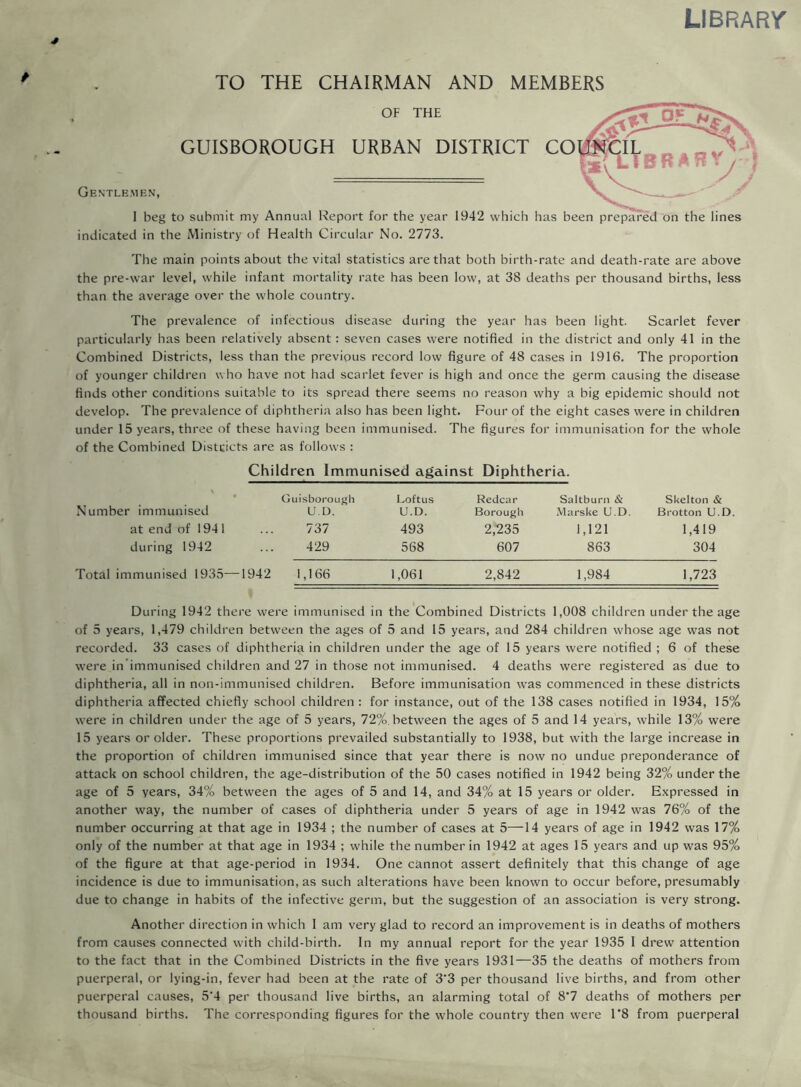 LIBRARY
TO THE CHAIRMAN AND MEMBERS
OF THE
GUISBOROUGH URBAN DISTRICT COUNCIL
LIBRARY
GENTLEMEN,
I beg to submit my Annual Report for the year 1942 which has been prepared on the lines
indicated in the Ministry of Health Circular No. 2773.
The main points about the vital statistics are that both birth-rate and death-rate are above
the pre-war level, while infant mortality rate has been low, at 38 deaths per thousand births, less
than the average over the whole country.
The prevalence of infectious disease during the year has been light. Scarlet fever
particularly has been relatively absent : seven cases were notified in the district and only 41 in the
Combined Districts, less than the previous record low figure of 48 cases in 1916. The proportion
of younger children who have not had scarlet fever is high and once the germ causing the disease
finds other conditions suitable to its spread there seems no reason why a big epidemic should not
develop. The prevalence of diphtheria also has been light. Four of the eight cases were in children
under 15 years, three of these having been immunised. The figures for immunisation for the whole
of the Combined Districts are as follows :
Children Immunised against Diphtheria.
Guisborough Loftus Redcar Saltburn & Skelton &
Number immunised U.D. U.D. Borough Marske U.D. Brotton U.D.
at end of 1941 ... 737 493 2,235 1,121 1,419
during 1942 ... 429 568 607 863 304
Total immunised 1935—1942 1,166 1,061 2,842 1,984 1,723
During 1942 there were immunised in the Combined Districts 1,008 children under the age
of 5 years, 1,479 children between the ages of 5 and 15 years, and 284 children whose age was not
recorded. 33 cases of diphtheria in children under the age of 15 years were notified ; 6 of these
were in immunised children and 27 in those not immunised. 4 deaths were registered as due to
diphtheria, all in non-immunised children. Before immunisation was commenced in these districts
diphtheria affected chiefly school children : for instance, out of the 138 cases notified in 1934, 15%
were in children under the age of 5 years, 72% between the ages of 5 and 14 years, while 13% were
15 years or older. These proportions prevailed substantially to 1938, but with the large increase in
the proportion of children immunised since that year there is now no undue preponderance of
attack on school children, the age-distribution of the 50 cases notified in 1942 being 32% under the
age of 5 years, 34% between the ages of 5 and 14, and 34% at 15 years or older. Expressed in
another way, the number of cases of diphtheria under 5 years of age in 1942 was 76% of the
number occurring at that age in 1934 ; the number of cases at 5—14 years of age in 1942 was 17%
only of the number at that age in 1934 ; while the number in 1942 at ages 15 years and up was 95%
of the figure at that age-period in 1934. One cannot assert definitely that this change of age
incidence is due to immunisation, as such alterations have been known to occur before, presumably
due to change in habits of the infective germ, but the suggestion of an association is very strong.
Another direction in which I am very glad to record an improvement is in deaths of mothers
from causes connected with child-birth. In my annual report for the year 1935 I drew attention
to the fact that in the Combined Districts in the five years 1931—35 the deaths of mothers from
puerperal, or lying-in, fever had been at the rate of 3·3 per thousand live births, and from other
puerperal causes, 5·4 per thousand live births, an alarming total of 8·7 deaths of mothers per
thousand births. The corresponding figures for the whole country then were 1·8 from puerperal